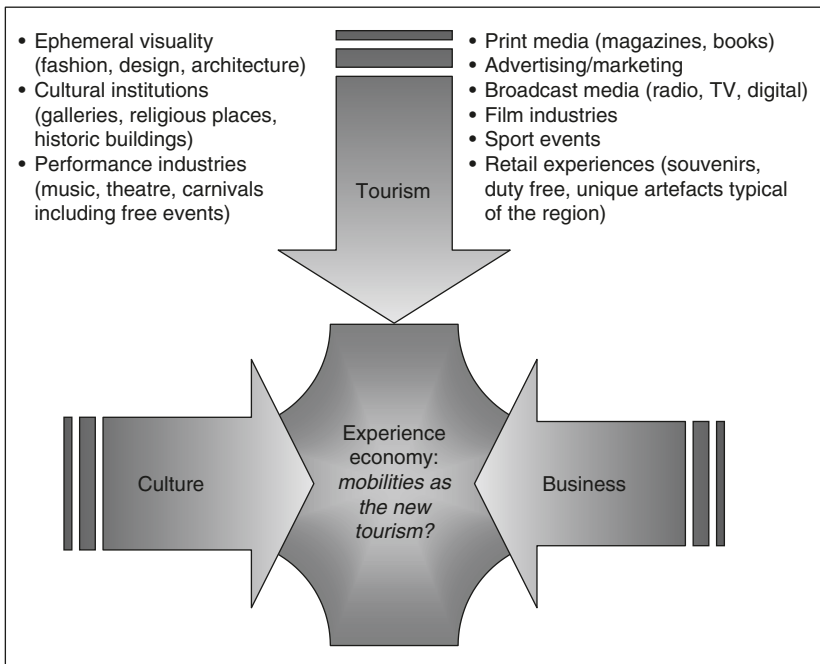 • Ephemeral visuality
(fashion, design, architecture)
• Cultural institutions
(galleries, religious places,
historic buildings)
• Performance industries
(music, theatre, carnivals
including free events)
• Print media (magazines, books)
• Advertising/marketing
• Broadcast media (radio, TV, digital)
• Film industries
• Sport events
• Retail experiences (souvenirs,
duty free, unique artefacts typical
of the region)
Tourism
Culture
Experience
economy:
mobilities as
the new
tourism?
Business